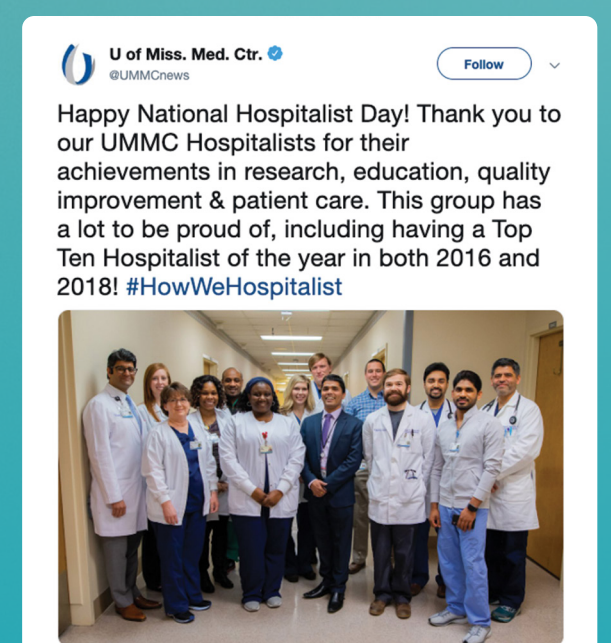 U of Miss. Med. Ctr.
@UMMCnews
Follow
Happy National Hospitalist Day! Thank you to
our UMMC Hospitalists for their
achievements in research, education, quality
improvement & patient care. This group has
a lot to be proud of, including having a Top
Ten Hospitalist of the year in both 2016 and
2018! #HowWeHospitalist